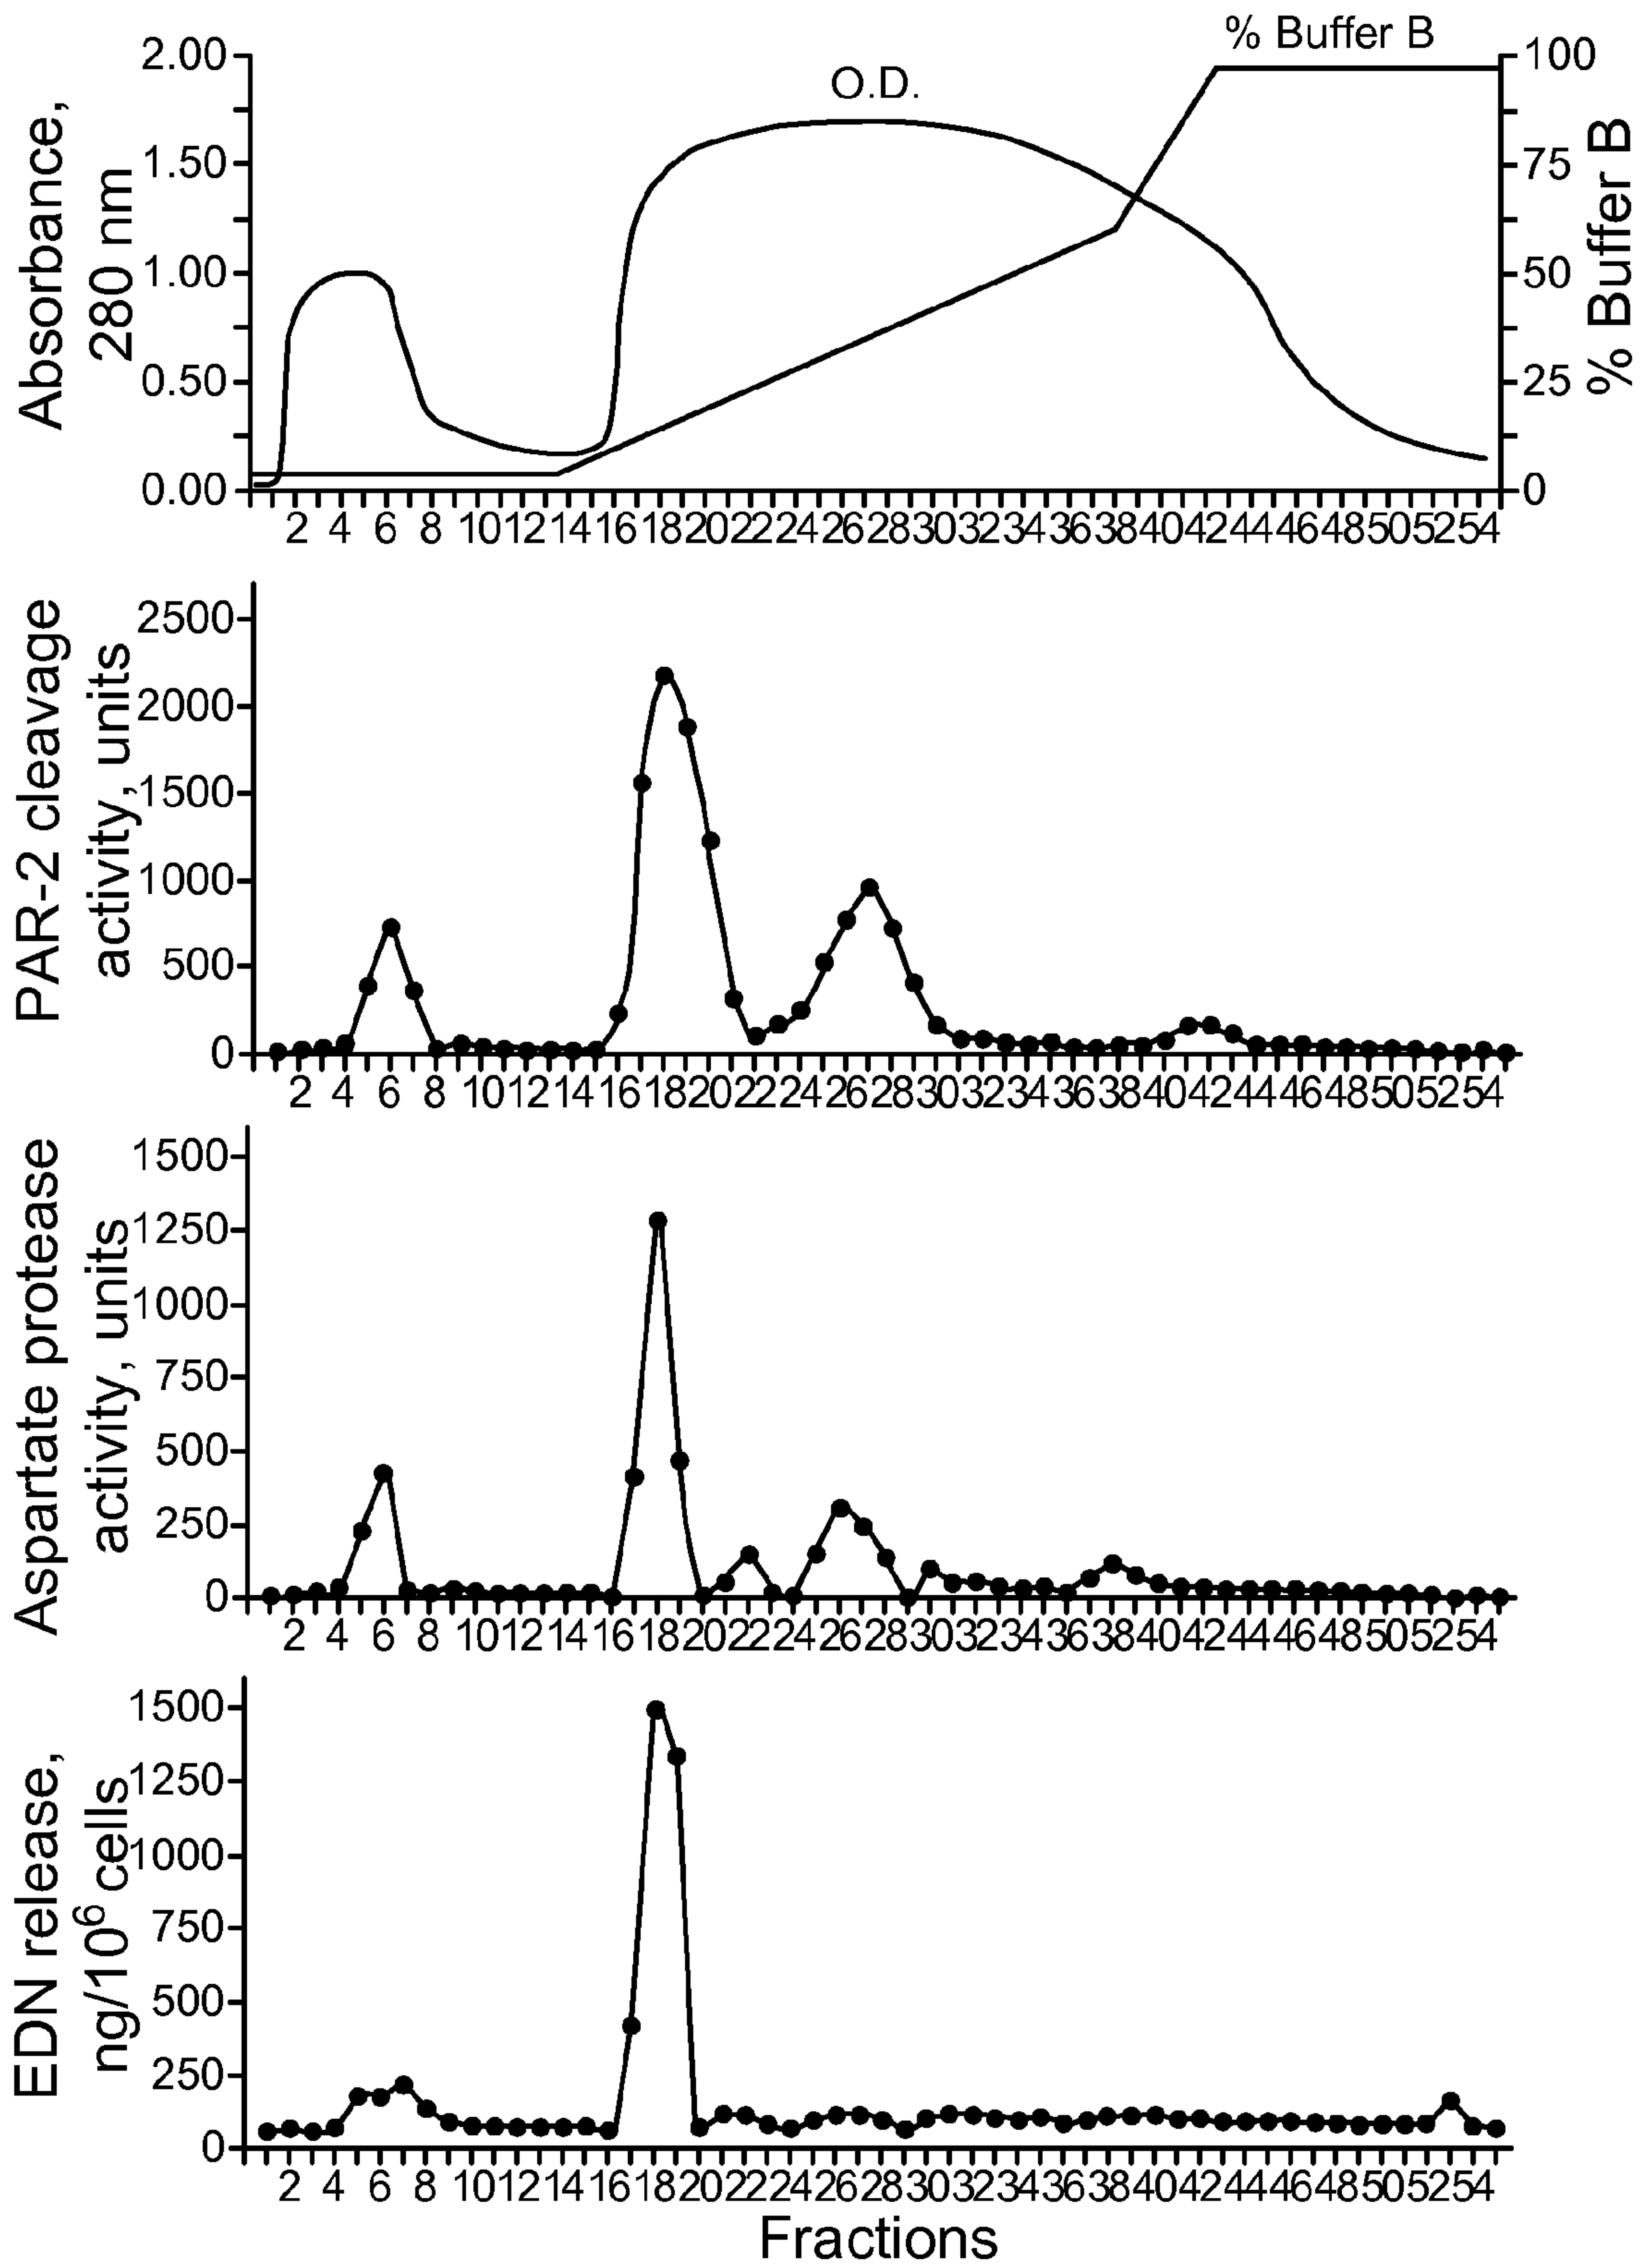 % Buffer B
O.D.
Absorbance,
280 nm
2.00
1.50
1.00
0.50
0.00
100
75
50
25
0
% Buffer B
2 4 6 8 10 12 14 16 18 20 22 24 26 28 30 32 34 36 38 40 42 44 46 48 50 52 54
PAR-2 cleavage
activity, units
2500
2000
1500
1000
500
0
2 4 6 8 10 12 14 16 18 20 22 24 26 28 30 32 34 36 38 40 42 44 46 48 50 52 54
Aspartate protease
activity, units
1500
1250
1000
750
500
250
0
2 4 6 8 10 12 14 16 18 20 22 24 26 28 30 32 34 36 38 40 42 44 46 48 50 52 54
EDN release,
ng/10⁶ cells
1500
1250
1000
750
500
250
0
2 4 6 8 10 12 14 16 18 20 22 24 26 28 30 32 34 36 38 40 42 44 46 48 50 52 54
Fractions